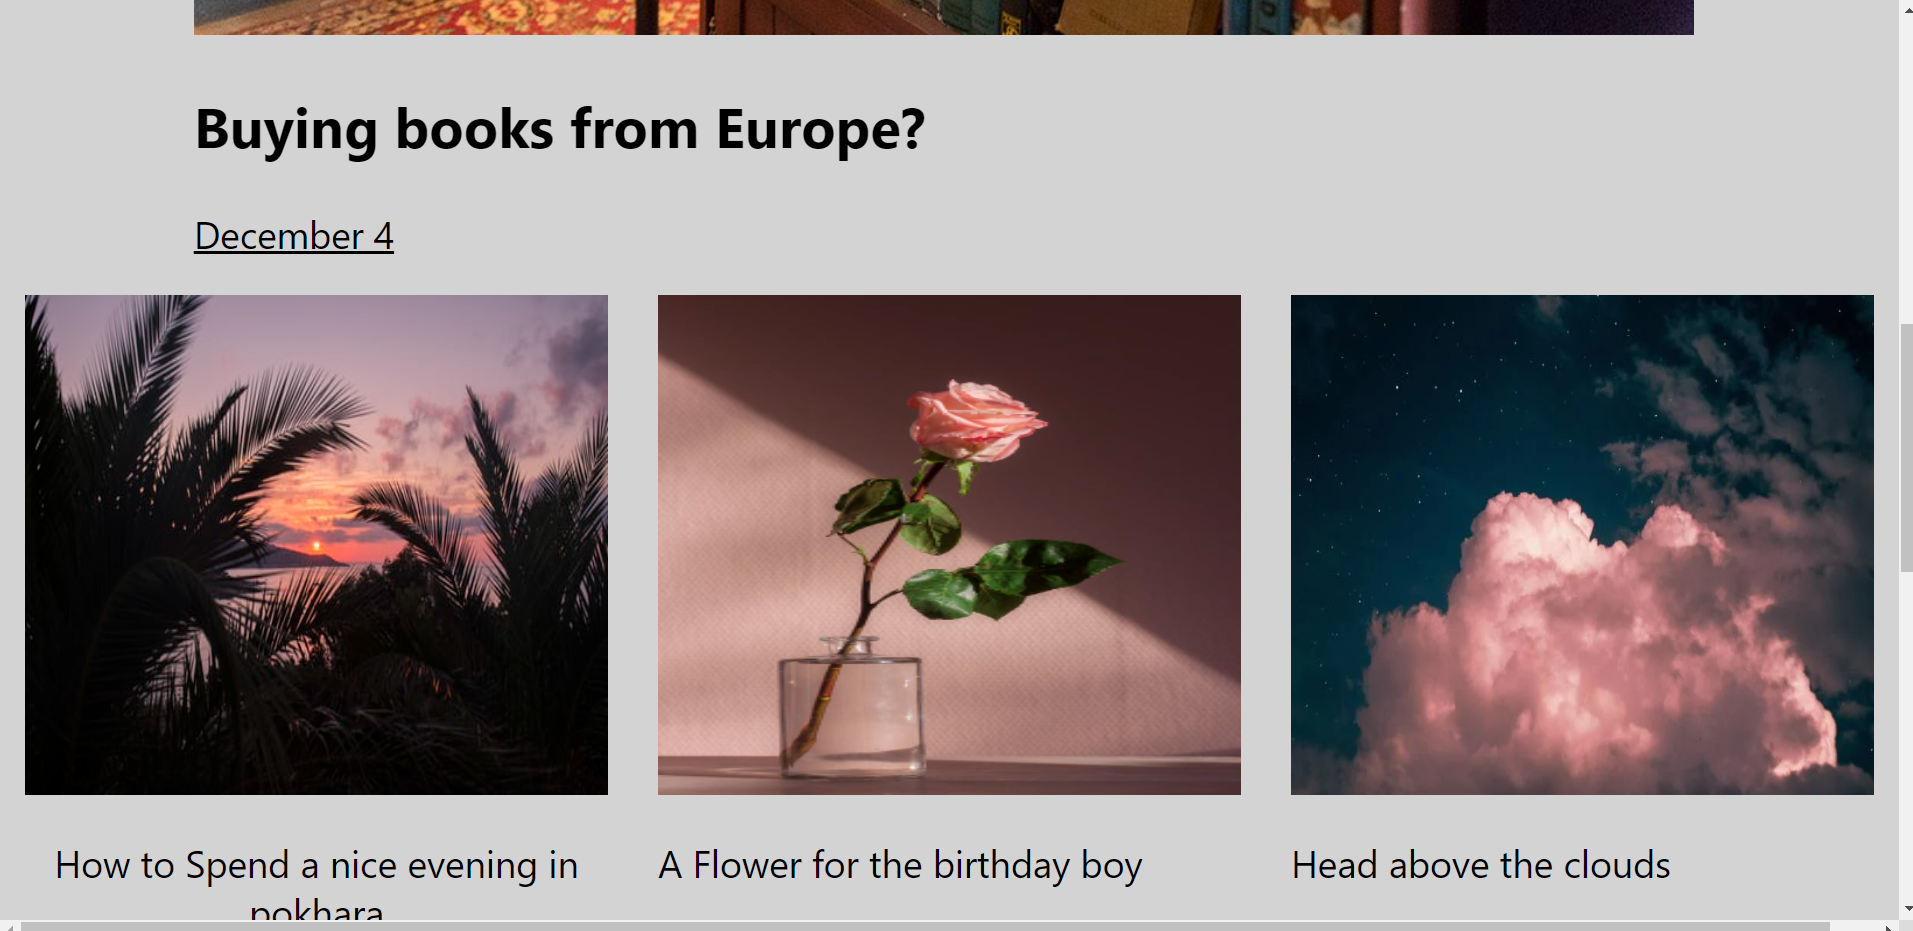 Buying books from Europe?
December 4
How to Spend a nice evening in
pokhara
A Flower for the birthday boy
Head above the clouds